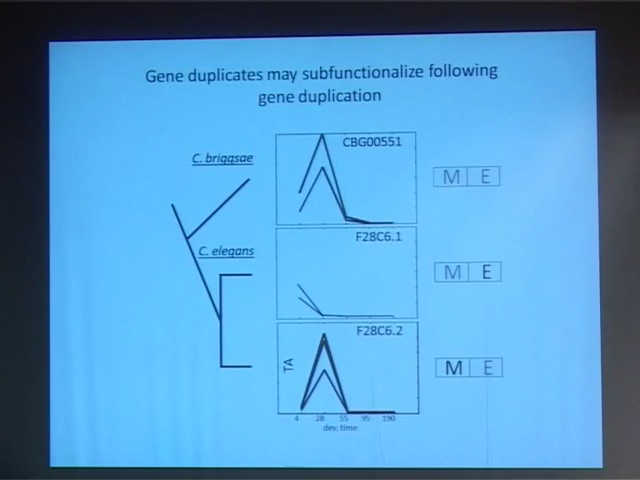 Gene duplicates may subfunctionalize following
gene duplication
C. briggsae
CBG00551
M E
C. elegans
F28C6.1
M E
F28C6.2
M E
TA
4 28 55 95 190
dev. time